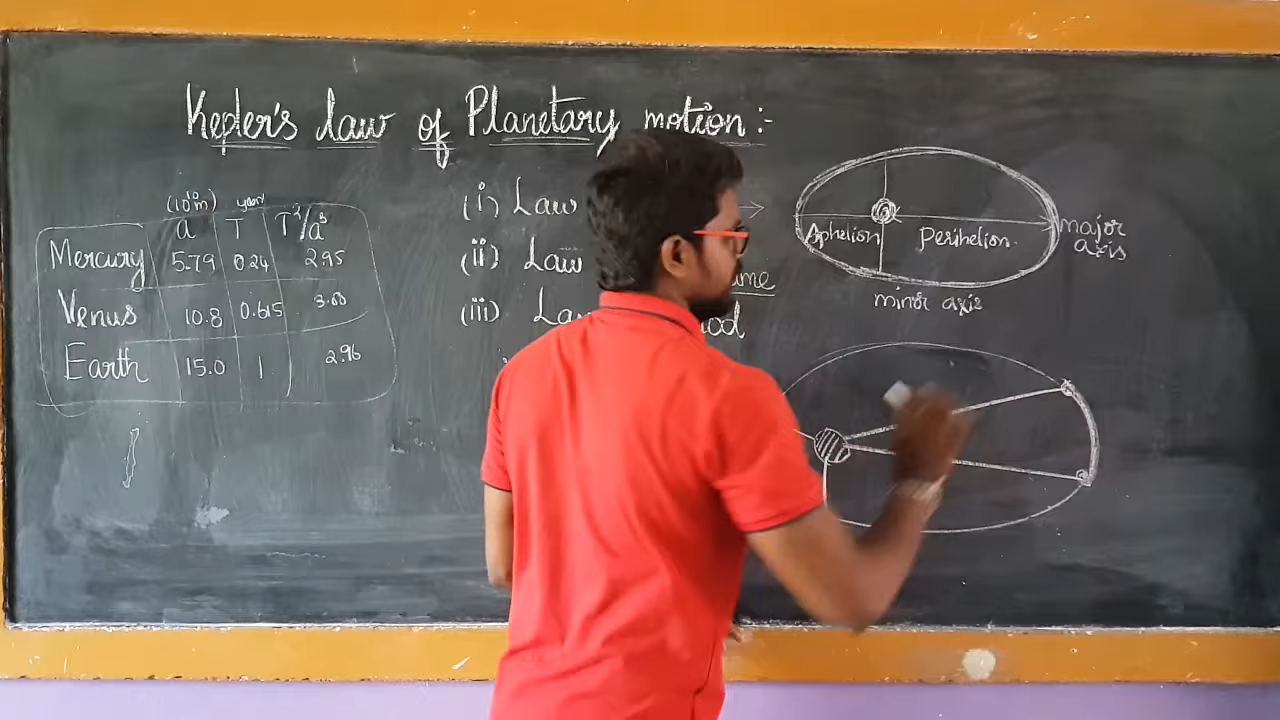 Kepler's law of Planetary motion :-
(10¹⁰m) year
a T T²/a³
Mercury 5.79 0.24 2.95
Venus 10.8 0.615 3.00
Earth 15.0 1 2.96
(i) Law
(ii) Law
(iii)
Aphelion Perihelion.
major
axis
minor axis